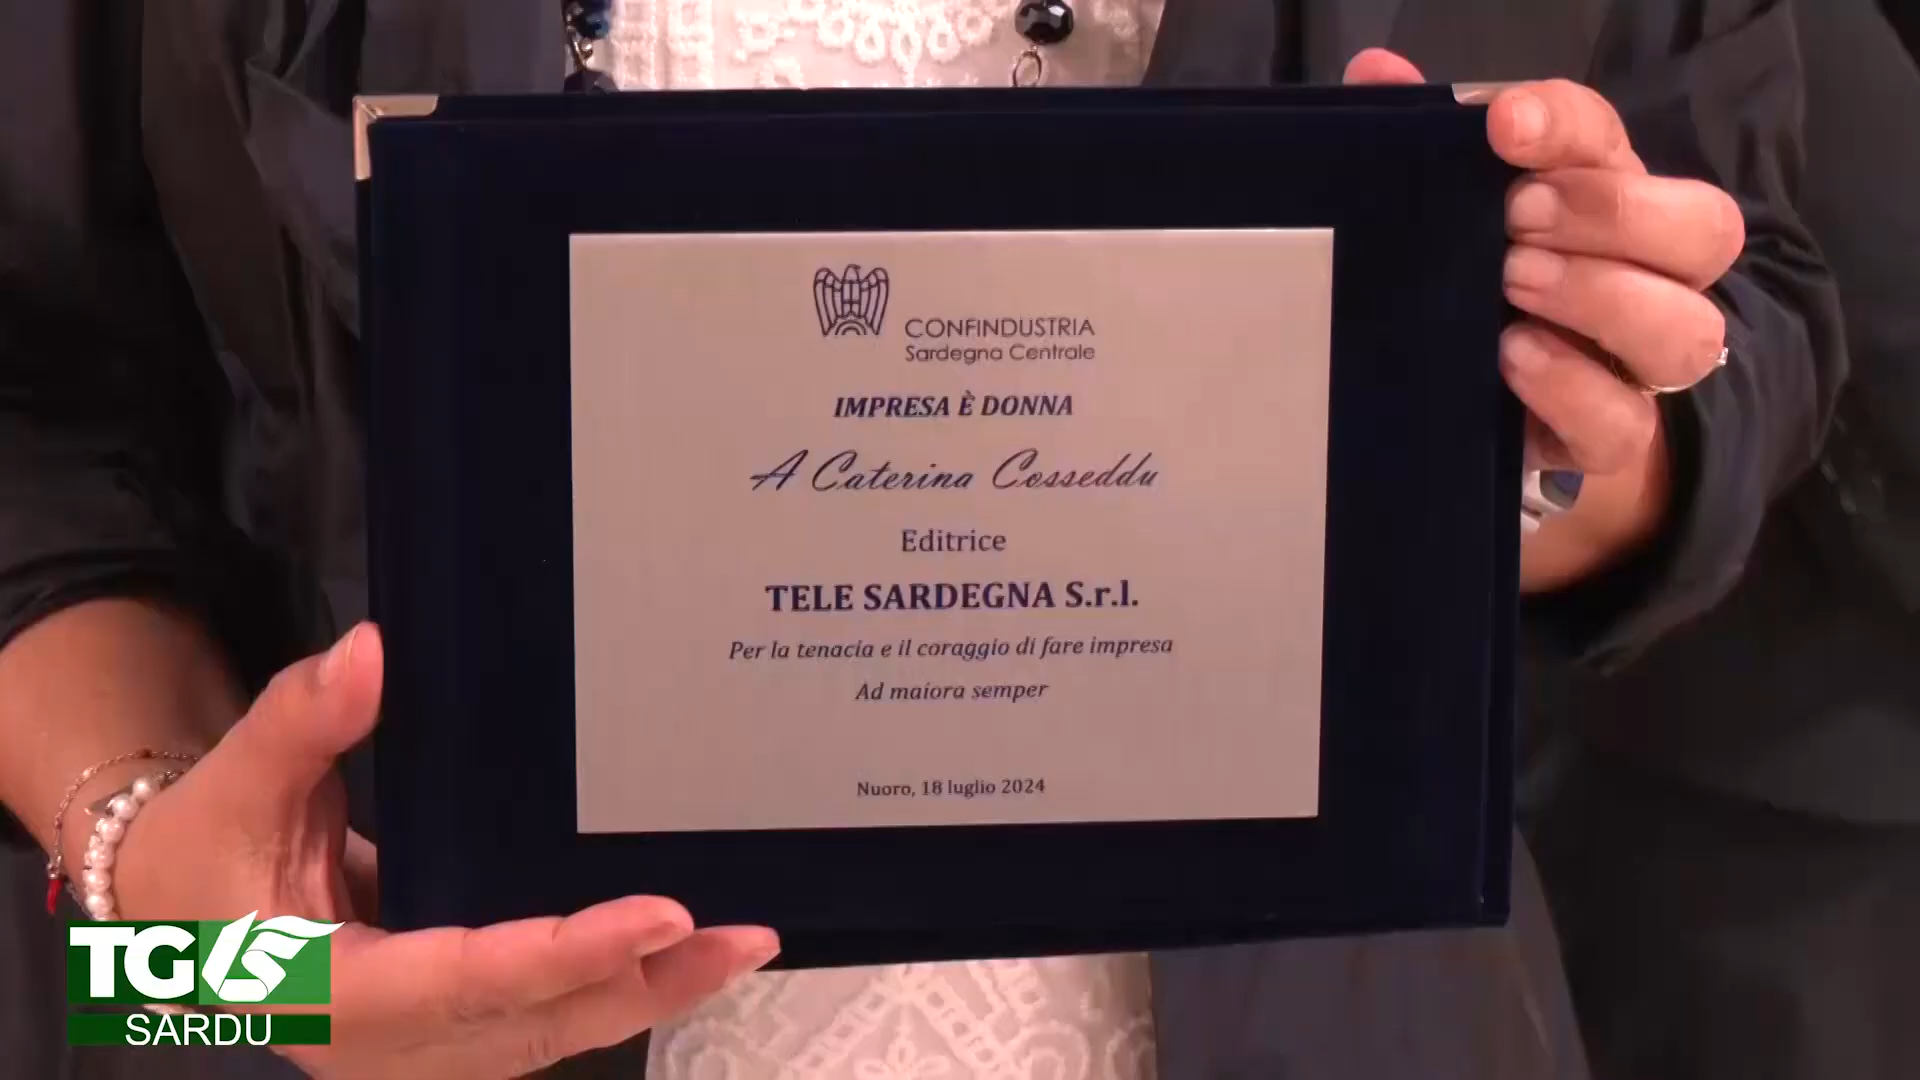 CONFINDUSTRIA
Sardegna Centrale
IMPRESA È DONNA
A Caterina Cosseddu
Editrice
TELE SARDEGNA S.r.l.
Per la tenacia e il coraggio di fare impresa
Ad maiora semper
Nuoro, 18 luglio 2024
TG
SARDU